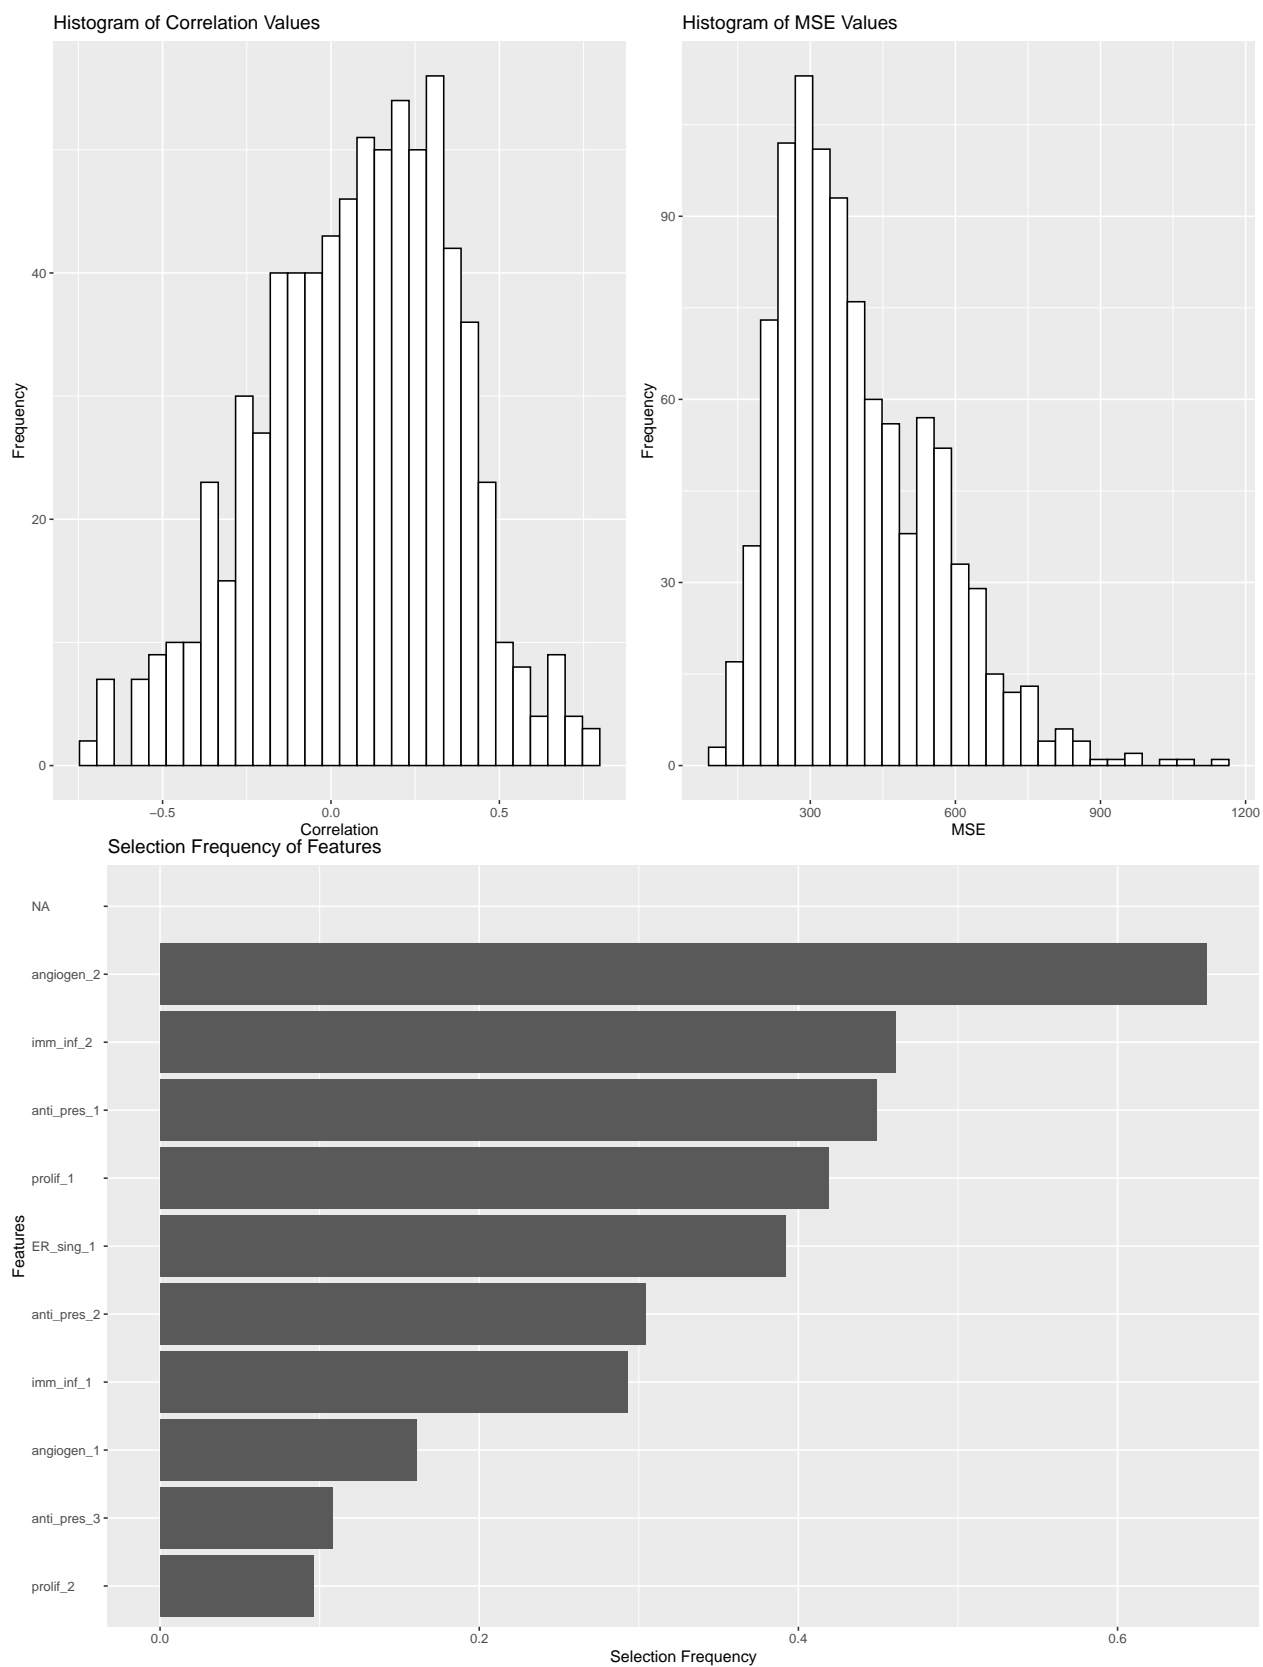 Histogram of Correlation Values
Frequency
40
20
0
−0.5
0.0
0.5
Correlation
Histogram of MSE Values
Frequency
90
60
30
0
300
600
900
1200
MSE
Selection Frequency of Features
Features
NA
angiogen_2
imm_inf_2
anti_pres_1
prolif_1
ER_sing_1
anti_pres_2
imm_inf_1
angiogen_1
anti_pres_3
prolif_2
0.0
0.2
0.4
0.6
Selection Frequency